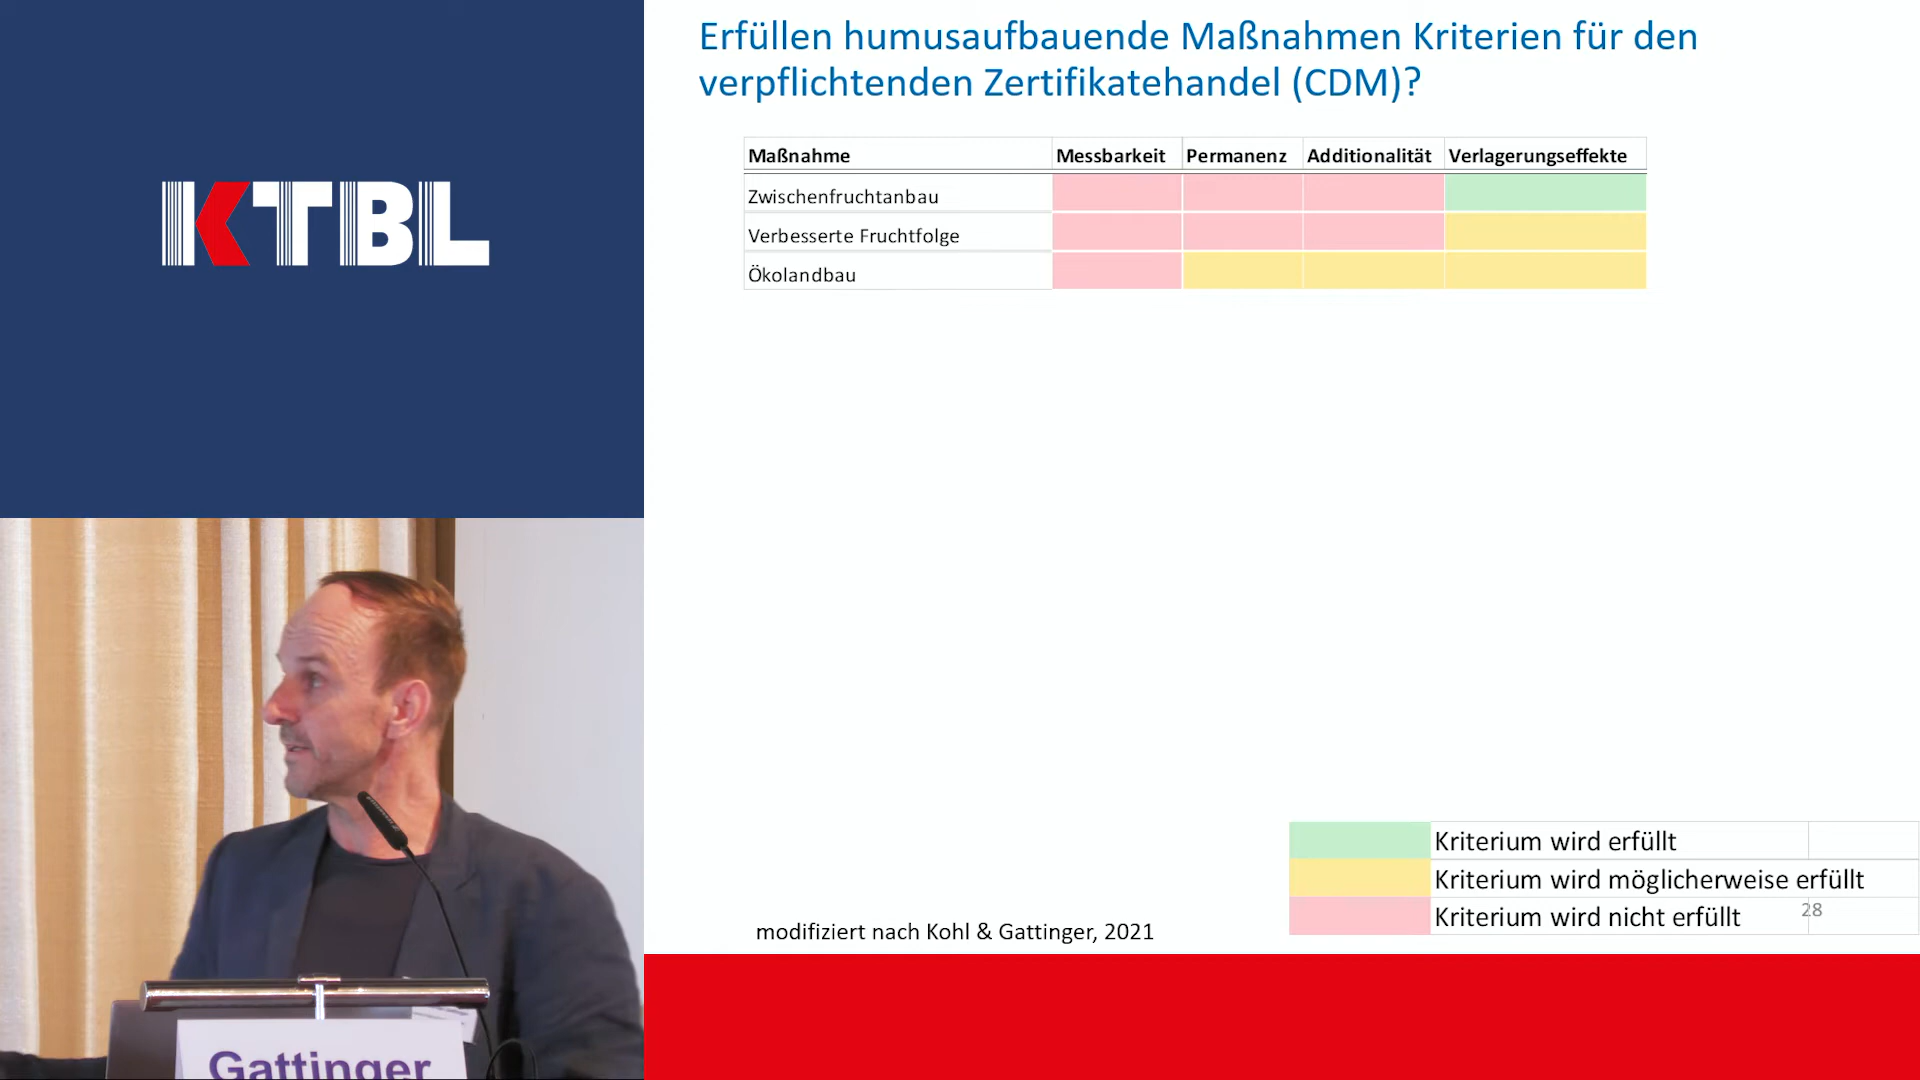 KTBL
Erfüllen humusaufbauende Maßnahmen Kriterien für den
verpflichtenden Zertifikatehandel (CDM)?
Maßnahme Messbarkeit Permanenz Additionalität Verlagerungseffekte
Zwischenfruchtanbau
Verbesserte Fruchtfolge
Ökolandbau
Kriterium wird erfüllt
Kriterium wird möglicherweise erfüllt
Kriterium wird nicht erfüllt
28
modifiziert nach Kohl & Gattinger, 2021
Gattinger